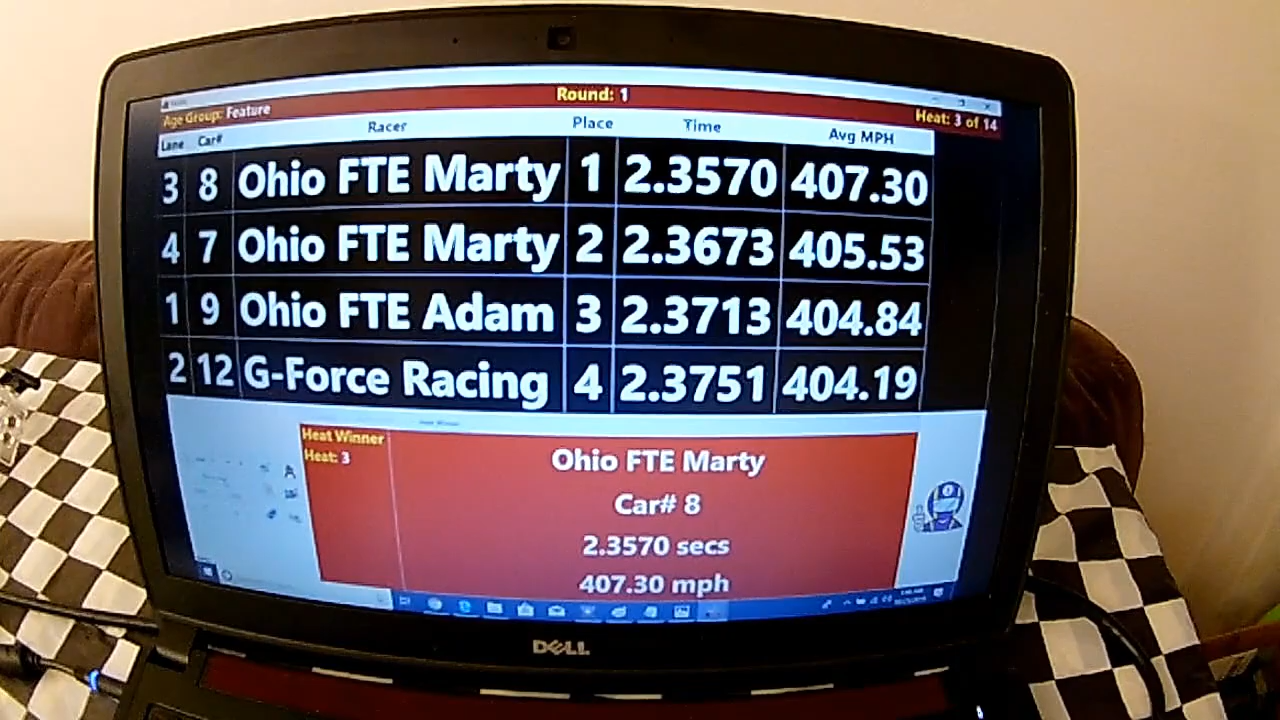 Round: 1
Age Group: Feature
Heat: 3 of 14
Lane Car# Racer Place Time Avg MPH
3 8 Ohio FTE Marty 1 2.3570 407.30
4 7 Ohio FTE Marty 2 2.3673 405.53
1 9 Ohio FTE Adam 3 2.3713 404.84
2 12 G-Force Racing 4 2.3751 404.19
Heat Winner
Heat: 3
Ohio FTE Marty
Car# 8
2.3570 secs
407.30 mph
DELL